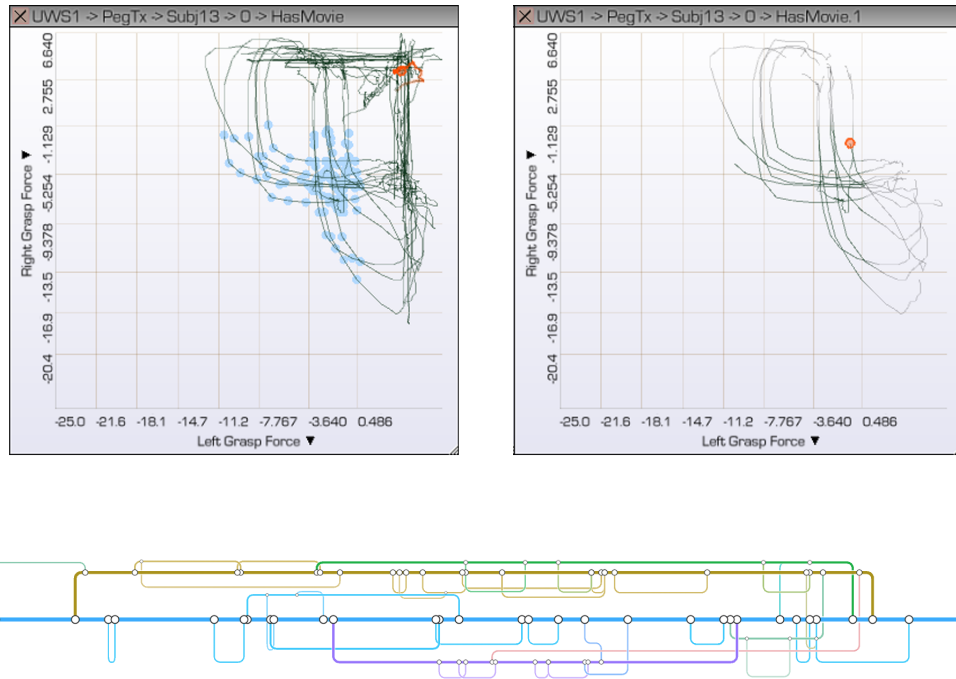 UWS1 -> PegTx -> Subj13 -> 0 -> HasMovie
6.640
2.755
-1.129
-5.254
-9.378
-13.5
-16.9
-20.4
Right Grasp Force ▼
-25.0 -21.6 -18.1 -14.7 -11.2 -7.767 -3.640 0.486
Left Grasp Force ▼
UWS1 -> PegTx -> Subj13 -> 0 -> HasMovie.1
6.640
2.755
-1.129
-5.254
-9.378
-13.5
-16.9
-20.4
Right Grasp Force ▼
-25.0 -21.6 -18.1 -14.7 -11.2 -7.767 -3.640 0.486
Left Grasp Force ▼